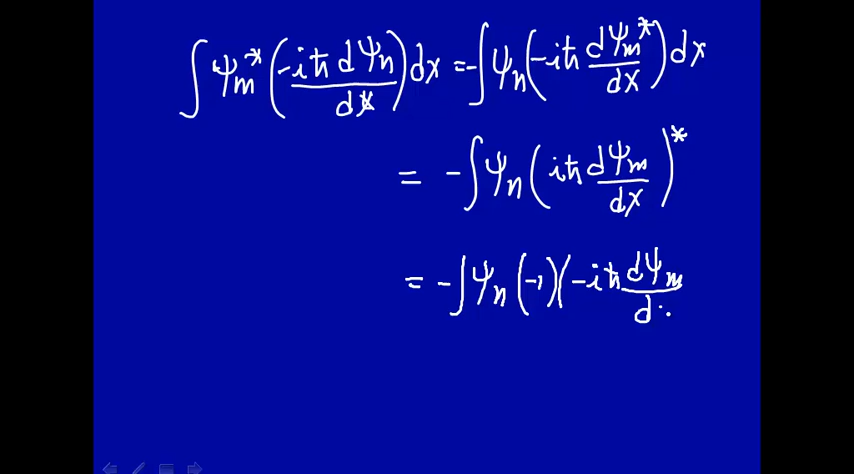 ∫ ψₘ* (-iħ dψₙ/dx) dx = -∫ ψₙ (-iħ dψₘ*/dx) dx
= -∫ ψₙ (iħ dψₘ/dx)*
= -∫ ψₙ (-1)(-iħ dψₘ/d